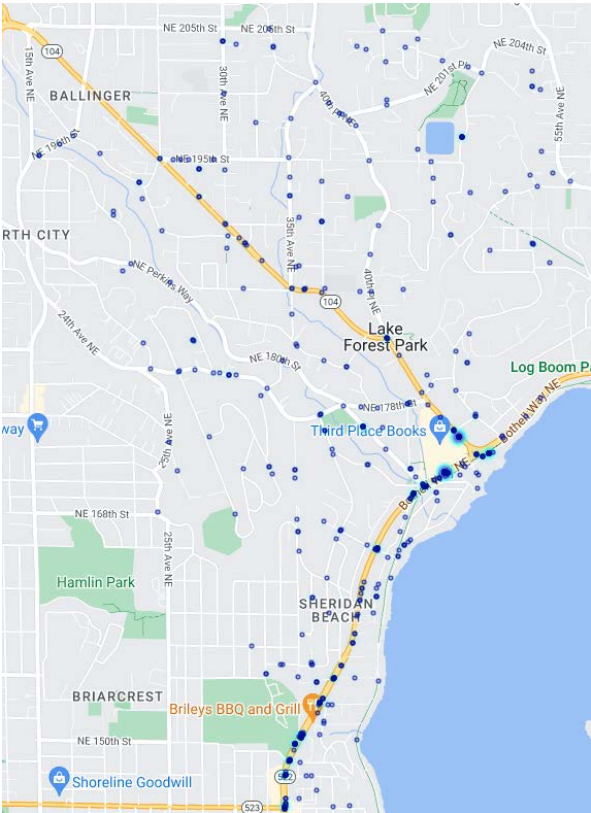 NE 205th St
NE 205th St
NE 204th St
15th Ave NE
104
30th Ave NE
NE 201st Pl
BALLINGER
40th Pl NE
55th Ave NE
NE 196th St
NE 195th St
RTH CITY
35th Ave NE
40th Pl NE
NE Perkins Way
104
24th Ave NE
Lake
Forest Park
NE 180th St
Log Boom Pa
NE 178th St
Bothell Way NE
way
Third Place Books
25th Ave NE
NE 168th St
25th Ave NE
Hamlin Park
SHERIDAN
BEACH
BRIARCREST
Brileys BBQ and Grill
NE 150th St
Shoreline Goodwill
522
523